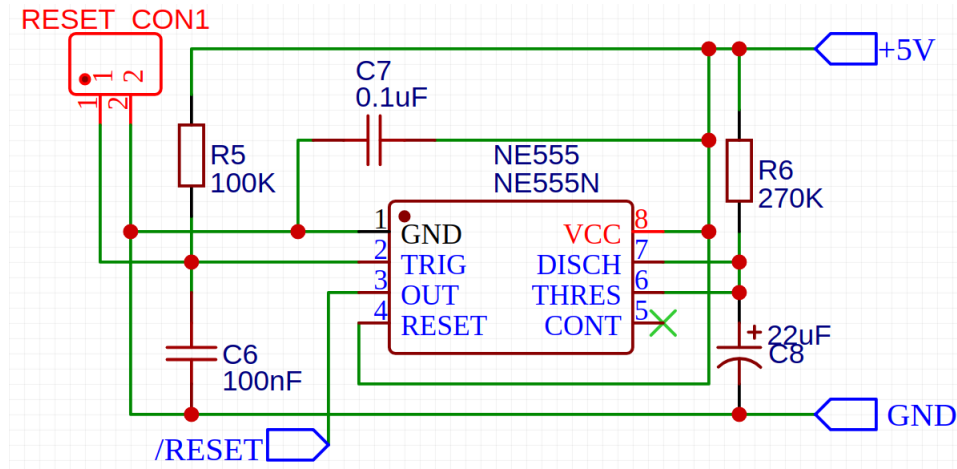 RESET_CON1
1 2
1 2
+5V
C7
0.1uF
R5
100K
NE555
NE555N
R6
270K
1 GND VCC 8
2 TRIG DISCH 7
3 OUT THRES 6
4 RESET CONT 5
C6
100nF
+
22uF
C8
GND
/RESET